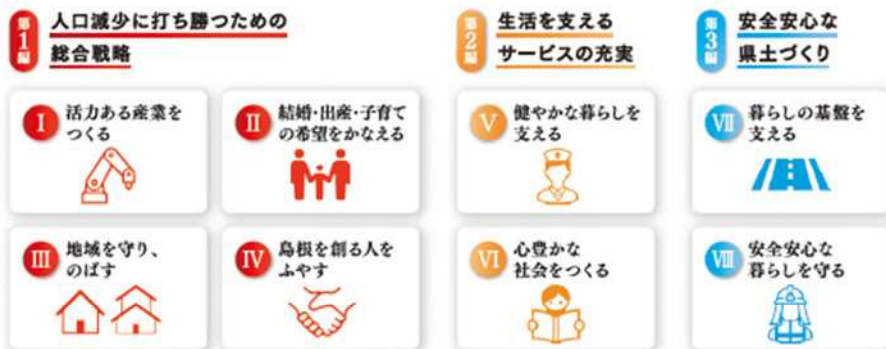 第1編
人口減少に打ち勝つための
総合戦略
I
活力ある産業を
つくる
II
結婚・出産・子育て
の希望をかなえる
III
地域を守り、
のばす
IV
島根を創る人を
ふやす
第2編
生活を支える
サービスの充実
V
健やかな暮らしを
支える
VI
心豊かな
社会をつくる
第3編
安全安心な
県土づくり
VII
暮らしの基盤を
支える
VIII
安全安心な
暮らしを守る